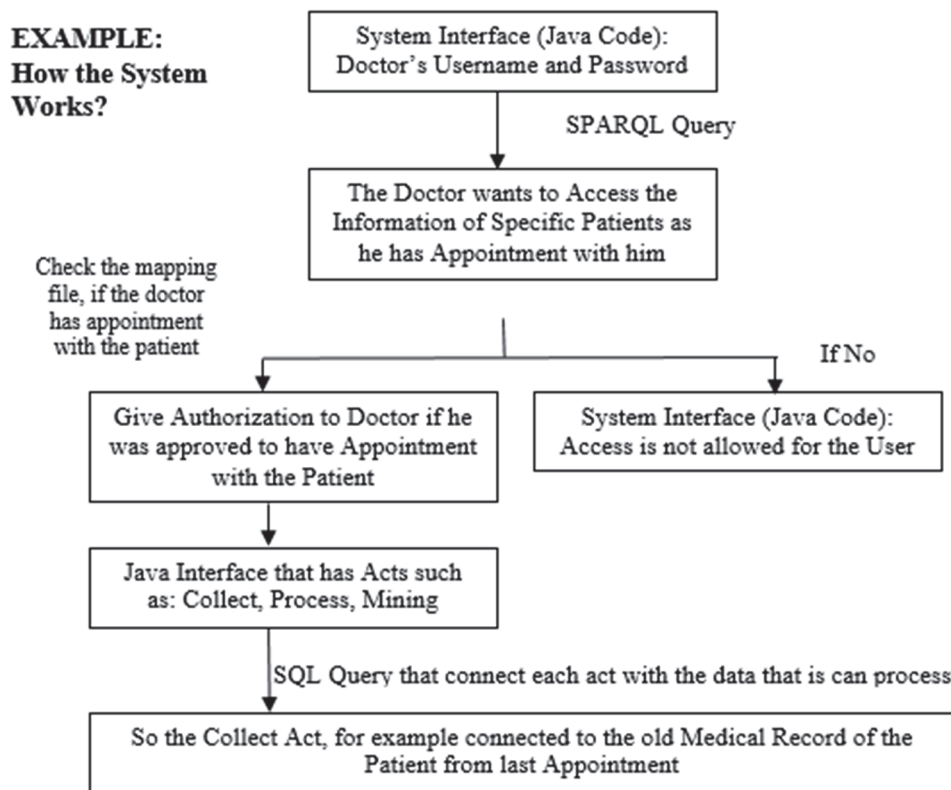 EXAMPLE:
How the System
Works?
System Interface (Java Code):
Doctor's Username and Password
SPARQL Query
The Doctor wants to Access the
Information of Specific Patients as
he has Appointment with him
Check the mapping
file, if the doctor
has appointment
with the patient
If No
Give Authorization to Doctor if he
was approved to have Appointment
with the Patient
System Interface (Java Code):
Access is not allowed for the User
Java Interface that has Acts such
as: Collect, Process, Mining
SQL Query that connect each act with the data that is can process
So the Collect Act, for example connected to the old Medical Record of the
Patient from last Appointment